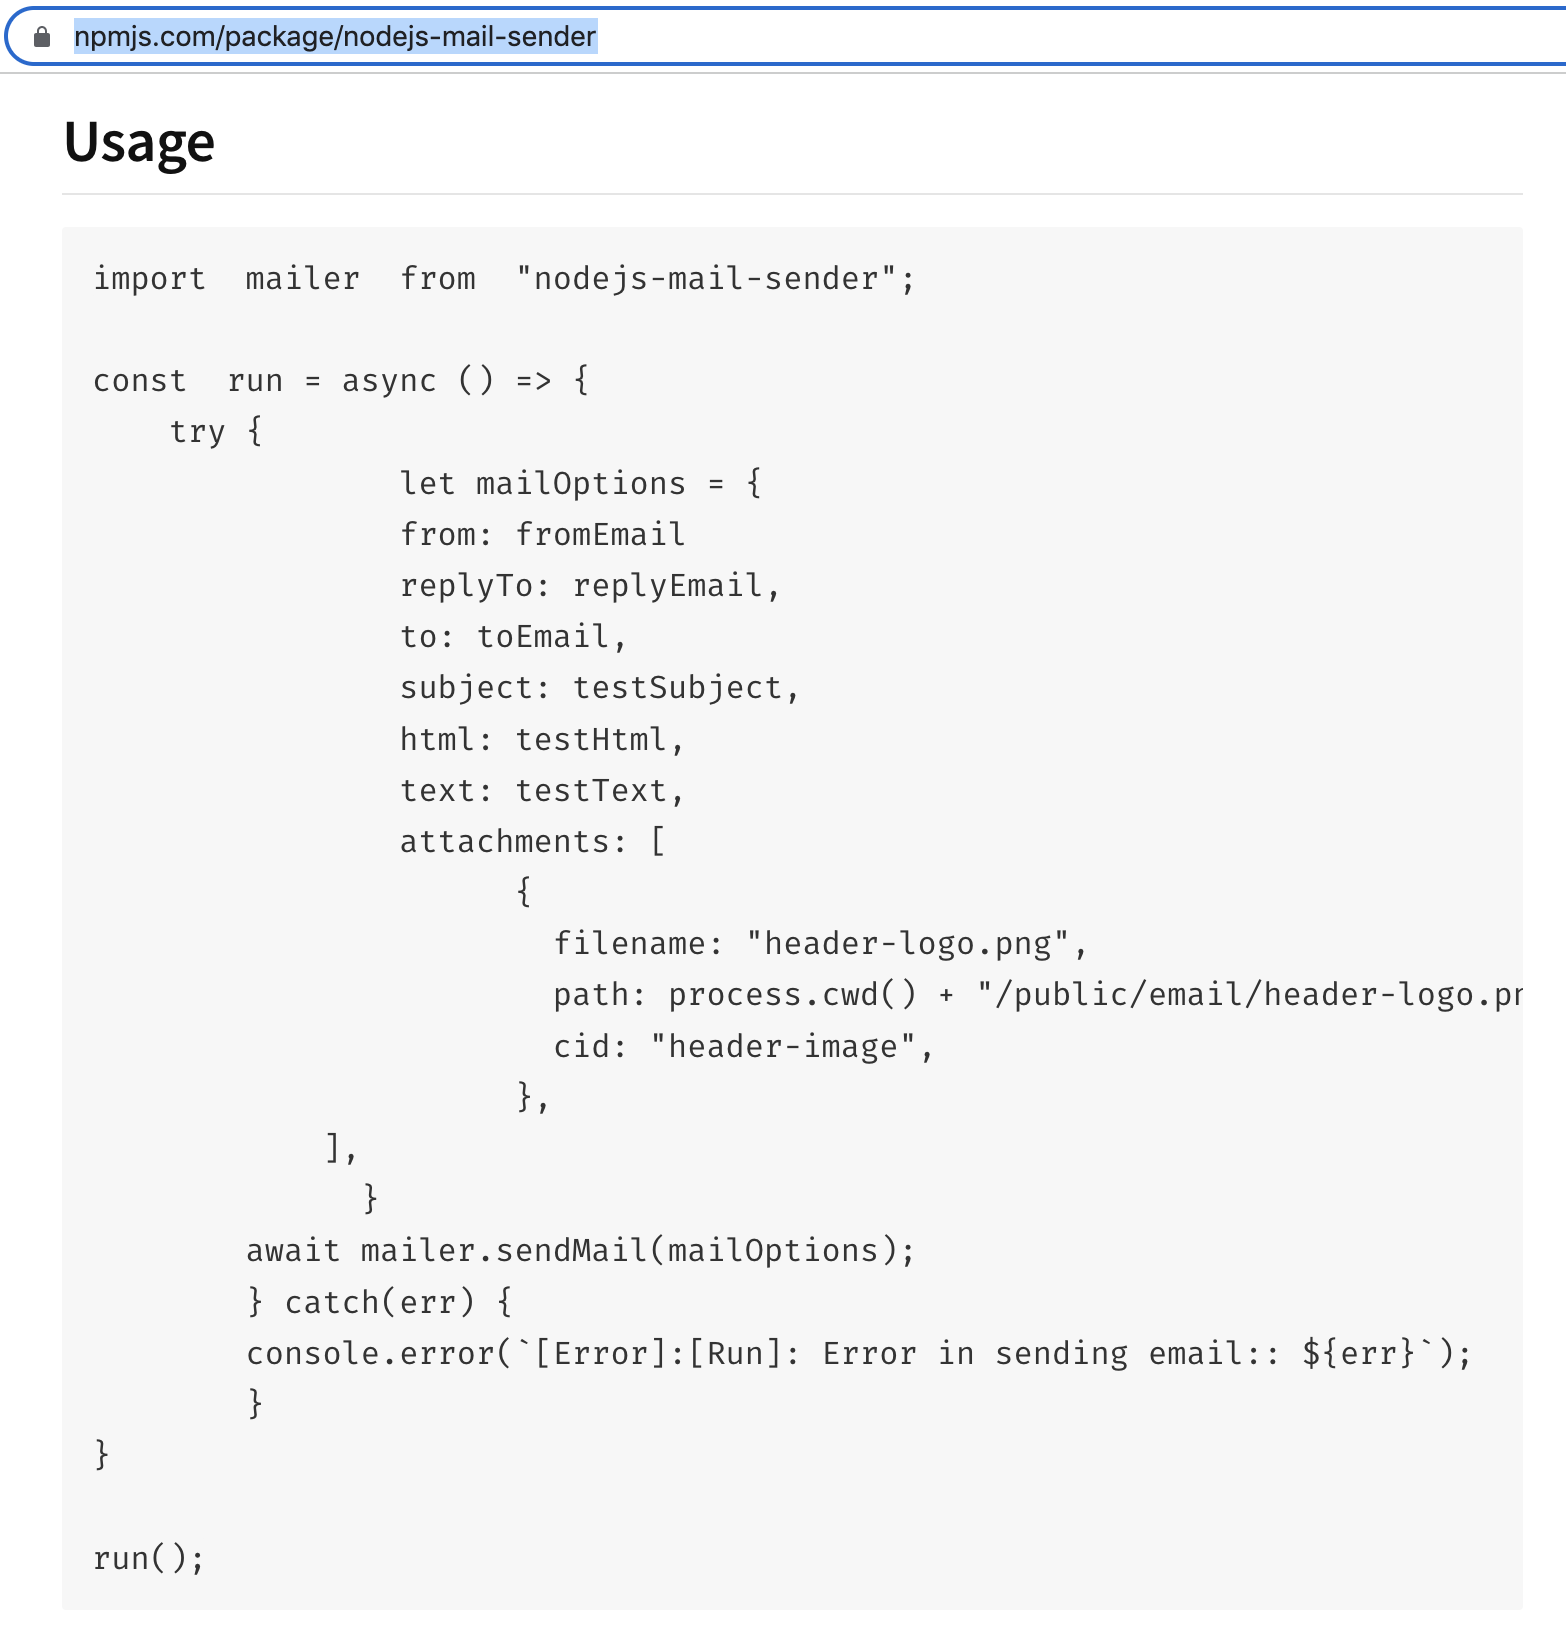 npmjs.com/package/nodejs-mail-sender
Usage
import  mailer  from  "nodejs-mail-sender";
const  run = async () => {
try {
let mailOptions = {
from: fromEmail
replyTo: replyEmail,
to: toEmail,
subject: testSubject,
html: testHtml,
text: testText,
attachments: [
{
filename: "header-logo.png",
path: process.cwd() + "/public/email/header-logo.pn
cid: "header-image",
},
],
}
await mailer.sendMail(mailOptions);
} catch(err) {
console.error(`[Error]:[Run]: Error in sending email:: ${err}`);
}
}
run();